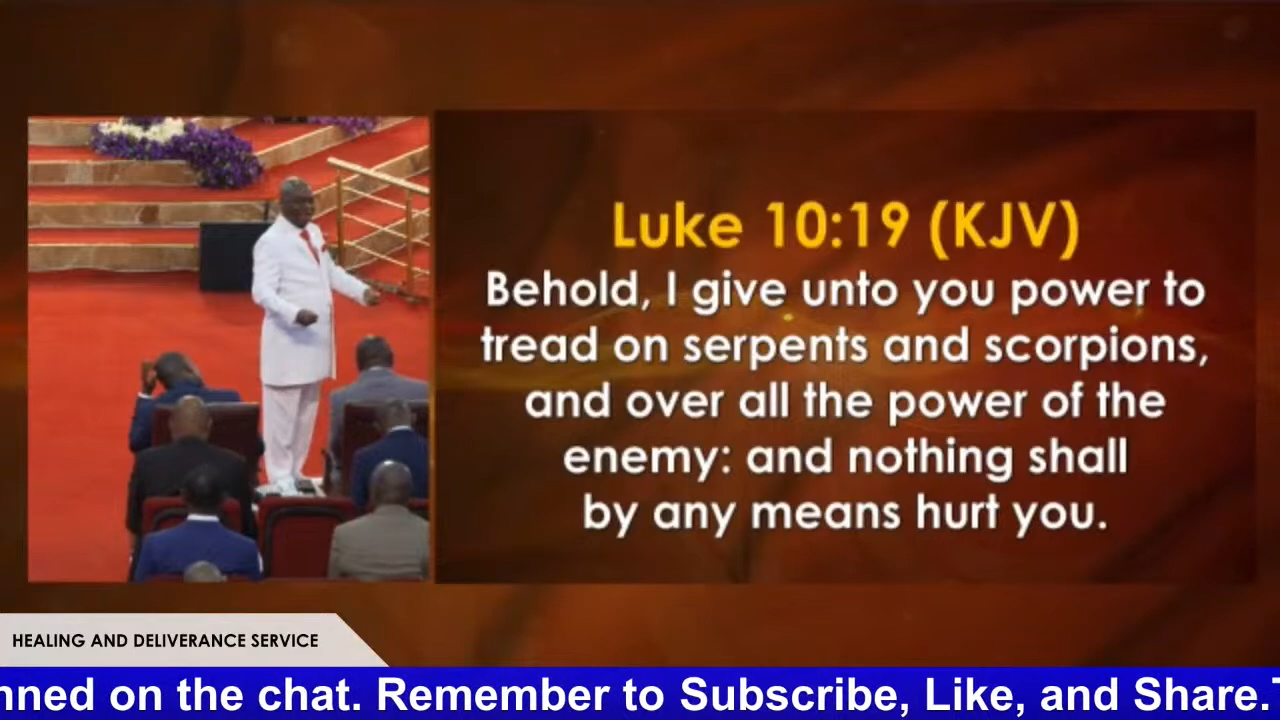 Luke 10:19 (KJV)
Behold, I give unto you power to
tread on serpents and scorpions,
and over all the power of the
enemy: and nothing shall
by any means hurt you.
HEALING AND DELIVERANCE SERVICE
on the chat. Remember to Subscribe, Like, and Share.